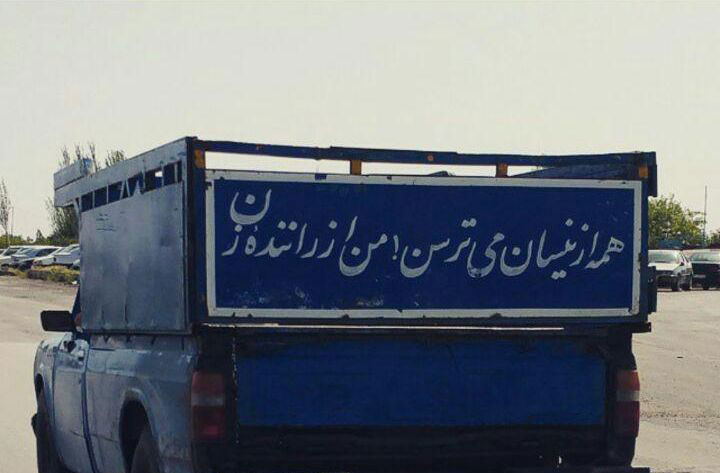 همه از نیسان می ترسن! من از راننده زن